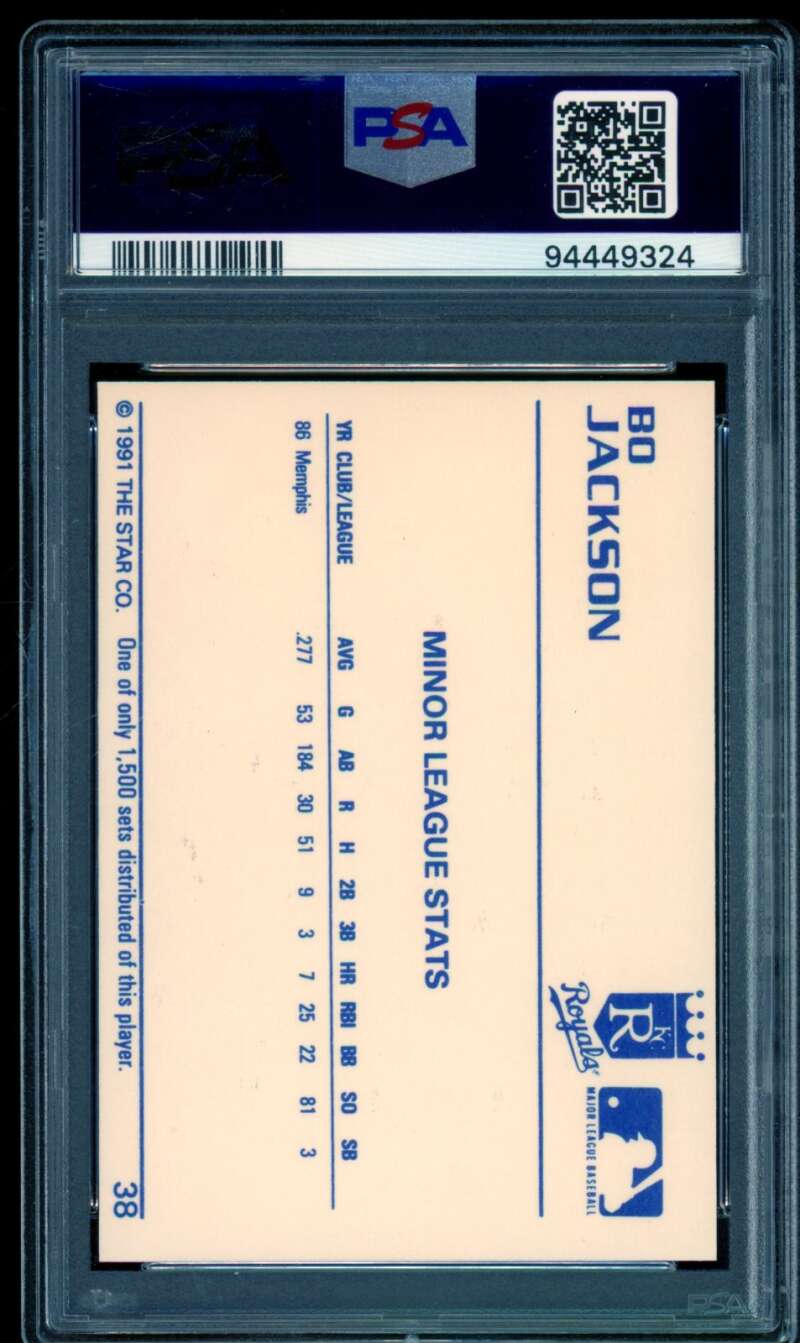 PSA
94449324
BO
JACKSON
KC
R
Royals
MAJOR LEAGUE BASEBALL
MINOR LEAGUE STATS
YR CLUB/LEAGUE AVG G AB R H 2B 3B HR RBI BB SO SB
86 Memphis .277 53 184 30 51 9 3 7 25 22 81 3
© 1991 THE STAR CO. One of only 1,500 sets distributed of this player. 38
PSA